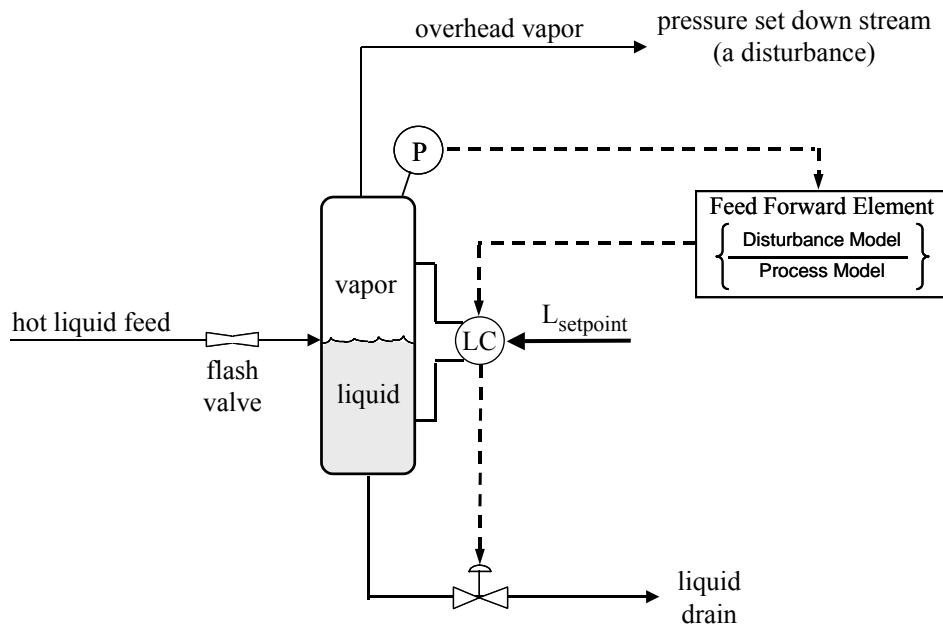 overhead vapor
pressure set down stream
(a disturbance)
P
Feed Forward Element
Disturbance Model
Process Model
vapor
hot liquid feed
L setpoint
LC
flash
valve
liquid
liquid
drain